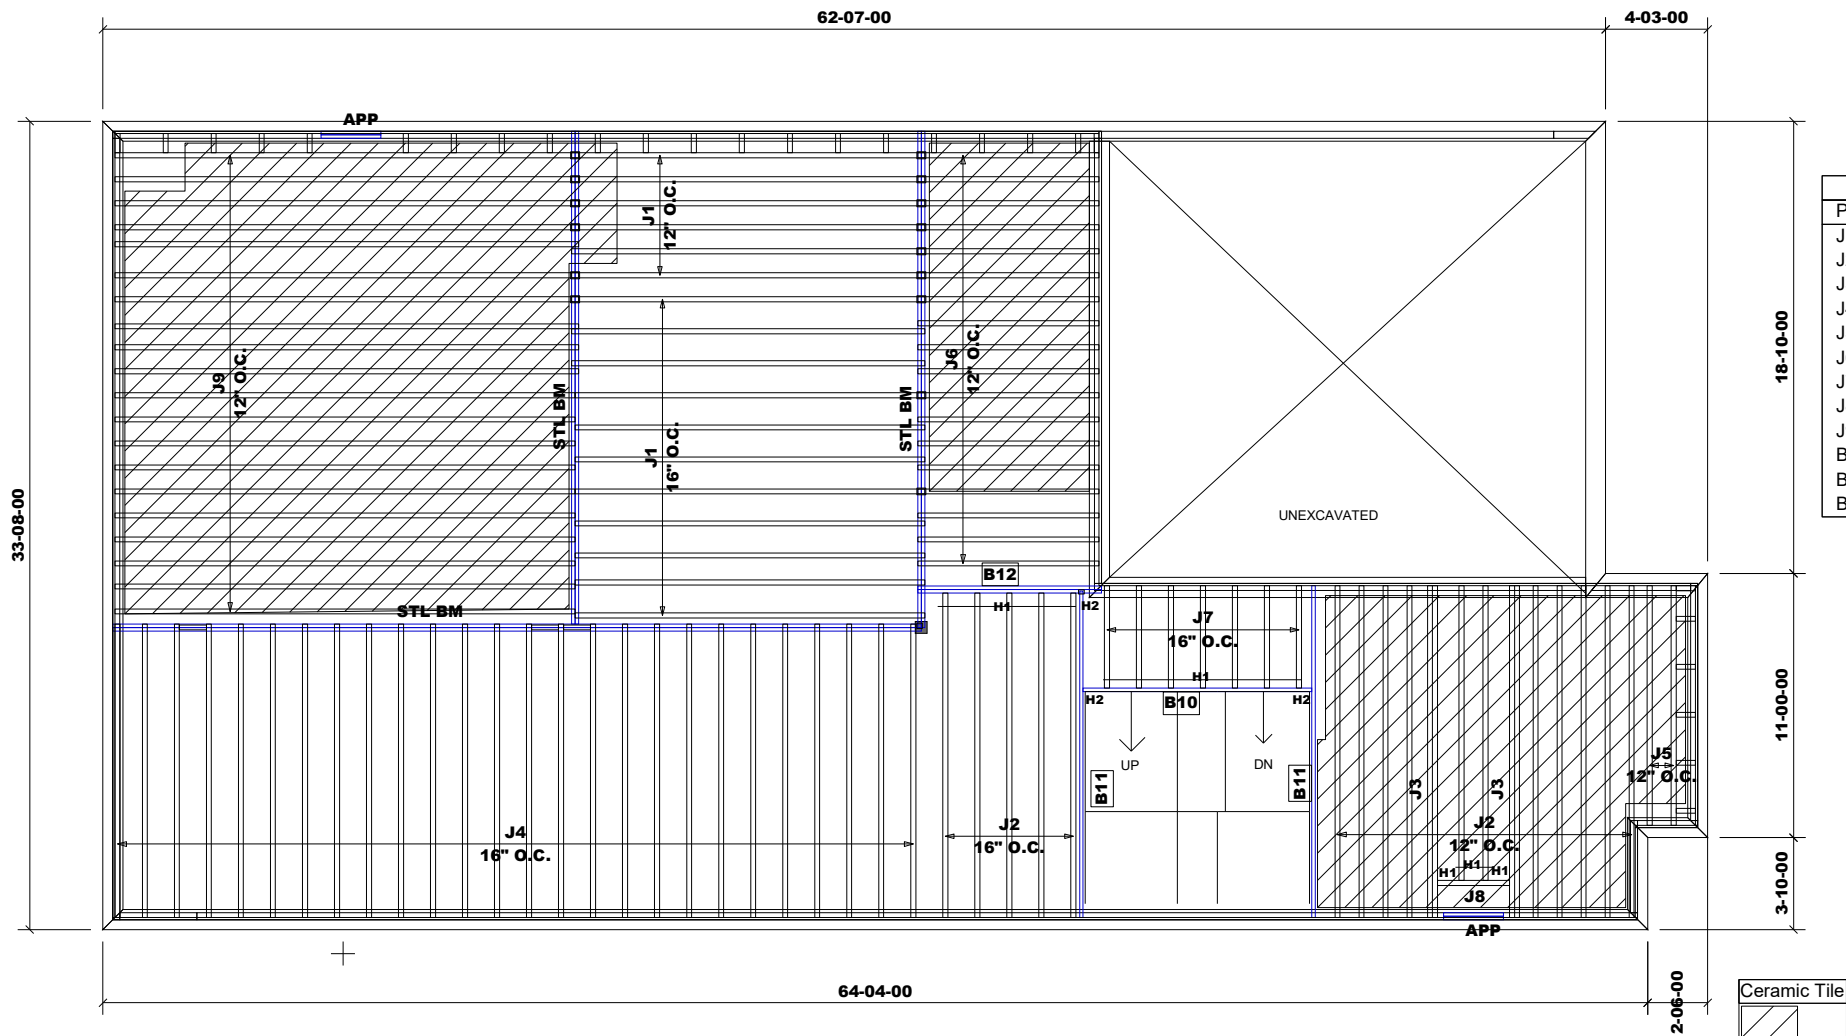 62-07-00
4-03-00
APP
33-08-00
18-10-00
11-00-00
3-10-00
2-06-00
64-04-00
J9
12" O.C.
J1
12" O.C.
J1
16" O.C.
J6
12" O.C.
STL BM
STL BM
STL BM
UNEXCAVATED
B12
H1
H2
J7
16" O.C.
H1
H2
B10
H2
B11
UP
DN
B11
J4
16" O.C.
J2
16" O.C.
J3
J3
J5
12" O.C.
J2
12" O.C.
H1
H1
H1
J8
APP
P
J
J
J
J
J
J
J
J
J
B
B
B
Ceramic Tile